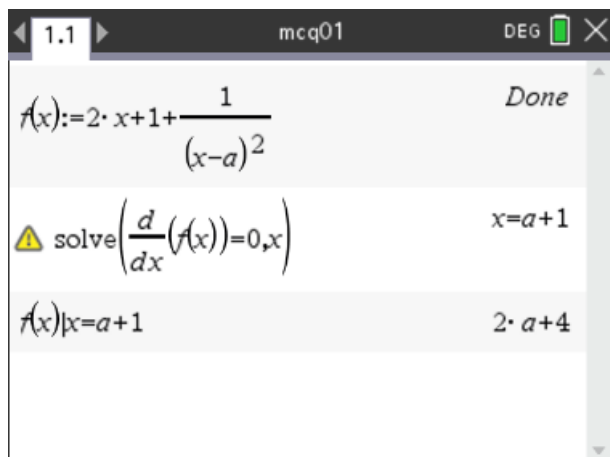 1.1 mcq01 DEG
f(x):=2· x+1+1/(x-a)^2 Done
solve(d/dx(f(x))=0,x) x=a+1
f(x)|x=a+1 2· a+4